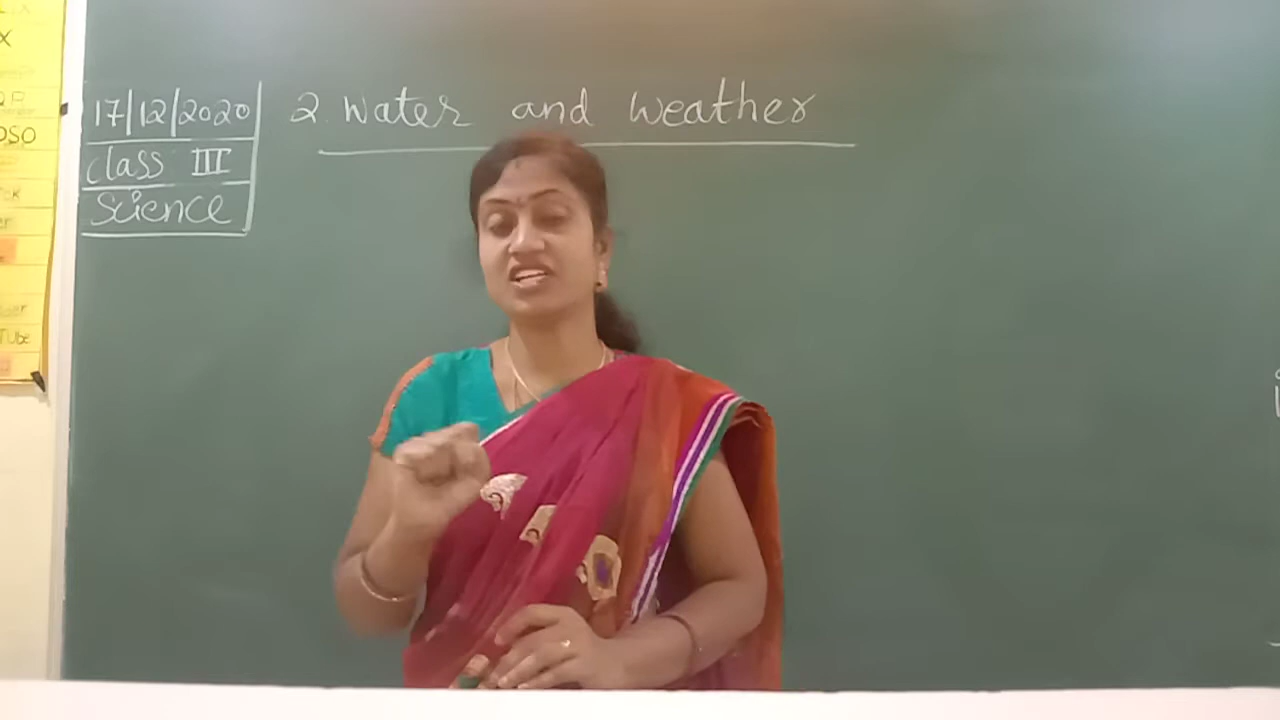 17/12/2020
2. Water and Weather
class III
Science